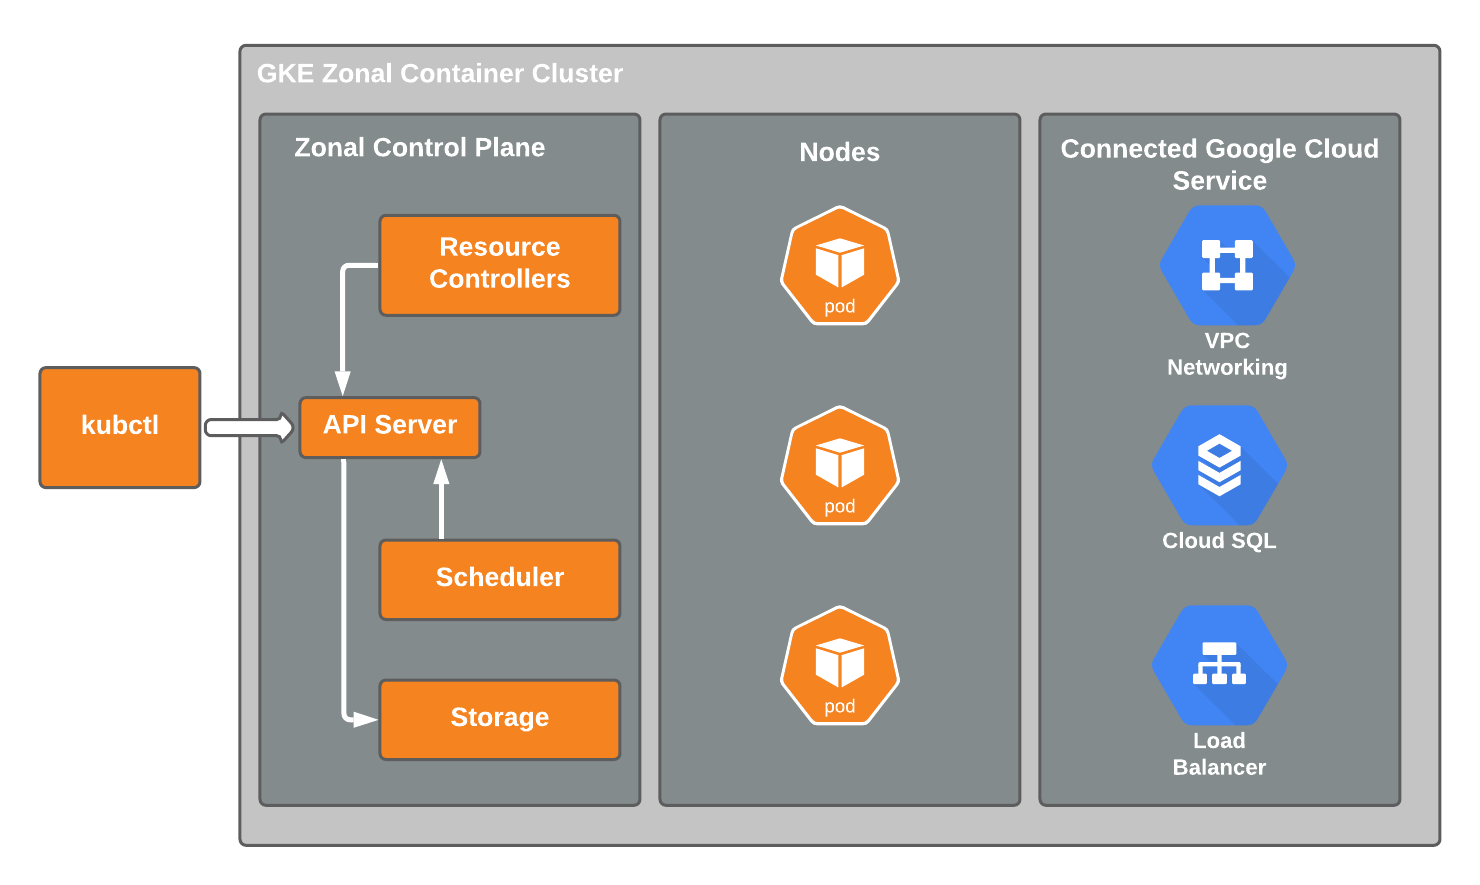 GKE Zonal Container Cluster
Zonal Control Plane
Resource
Controllers
kubctl
API Server
Scheduler
Storage
Nodes
pod
pod
pod
Connected Google Cloud
Service
VPC
Networking
Cloud SQL
Load
Balancer